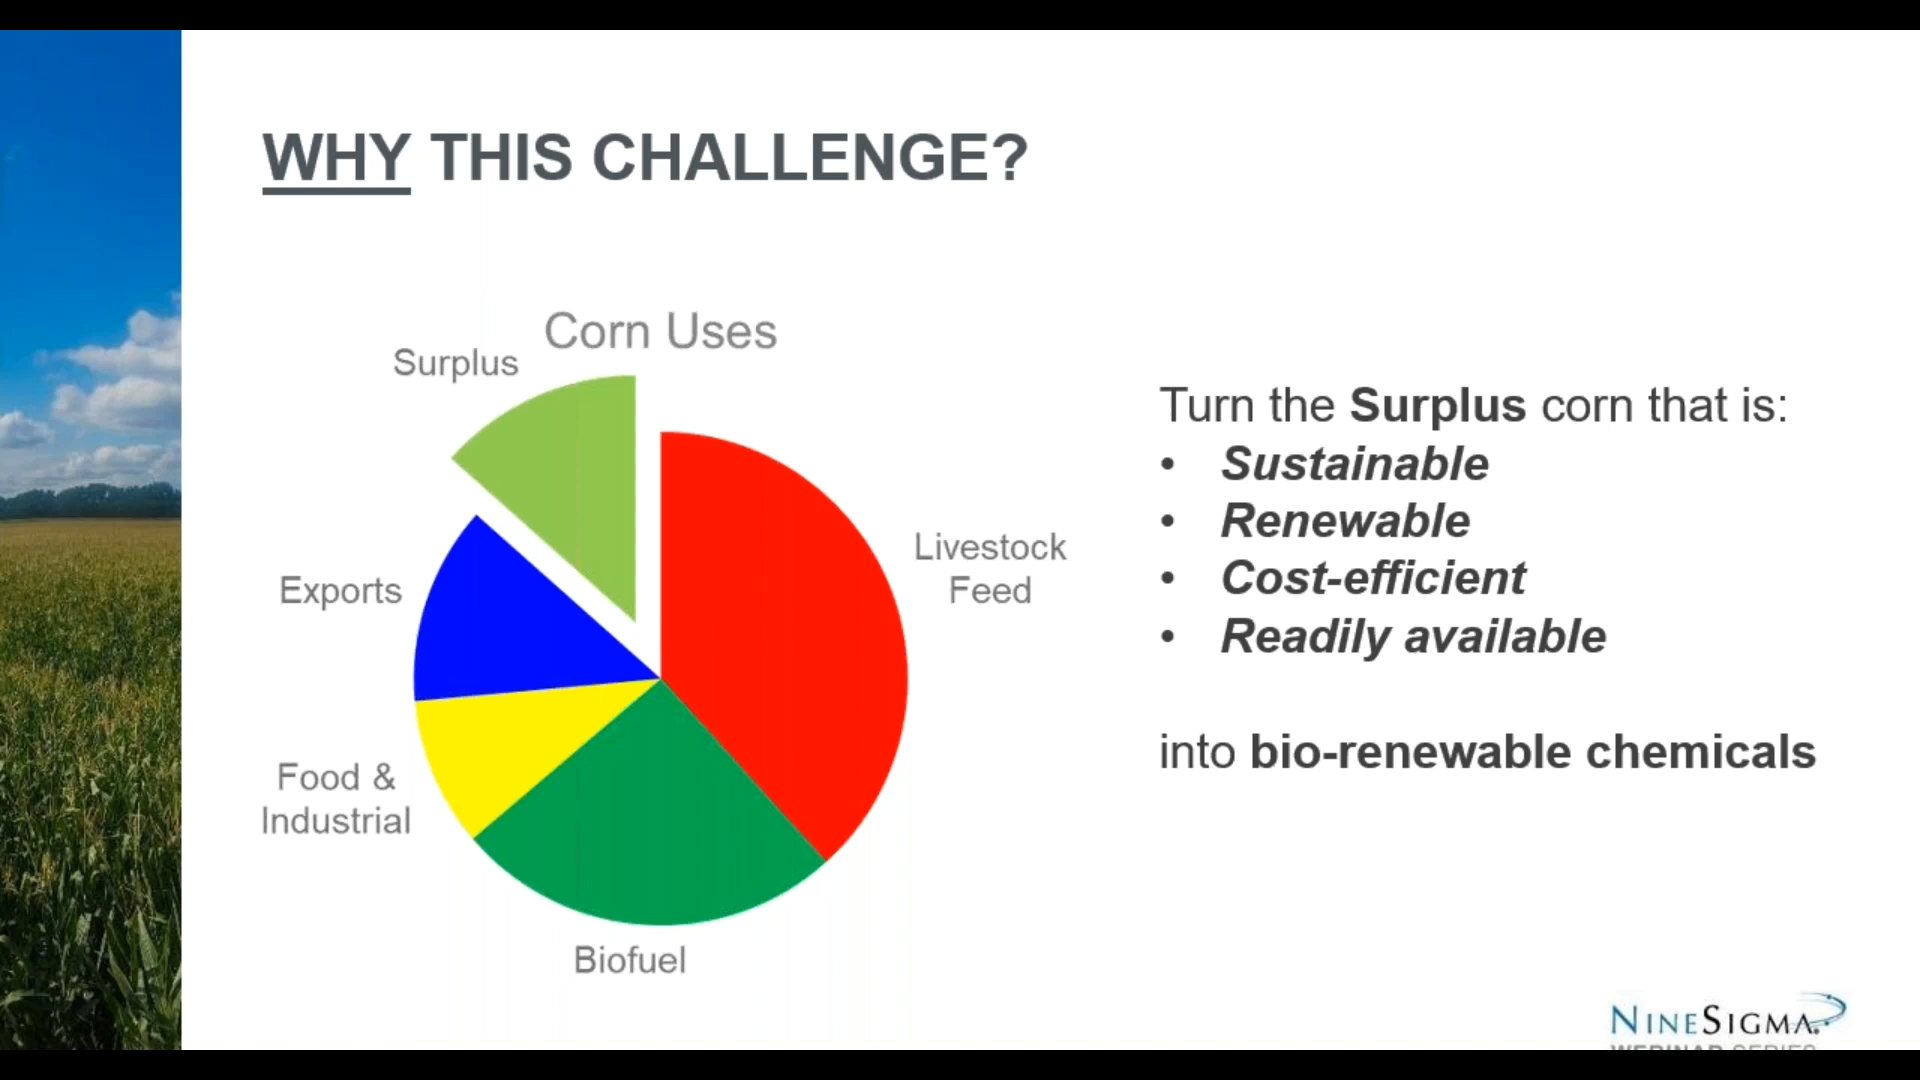 WHY THIS CHALLENGE?
Corn Uses
Surplus
Livestock
Feed
Exports
Food &
Industrial
Biofuel
Turn the Surplus corn that is:
• Sustainable
• Renewable
• Cost-efficient
• Readily available
into bio-renewable chemicals
NINESIGMA